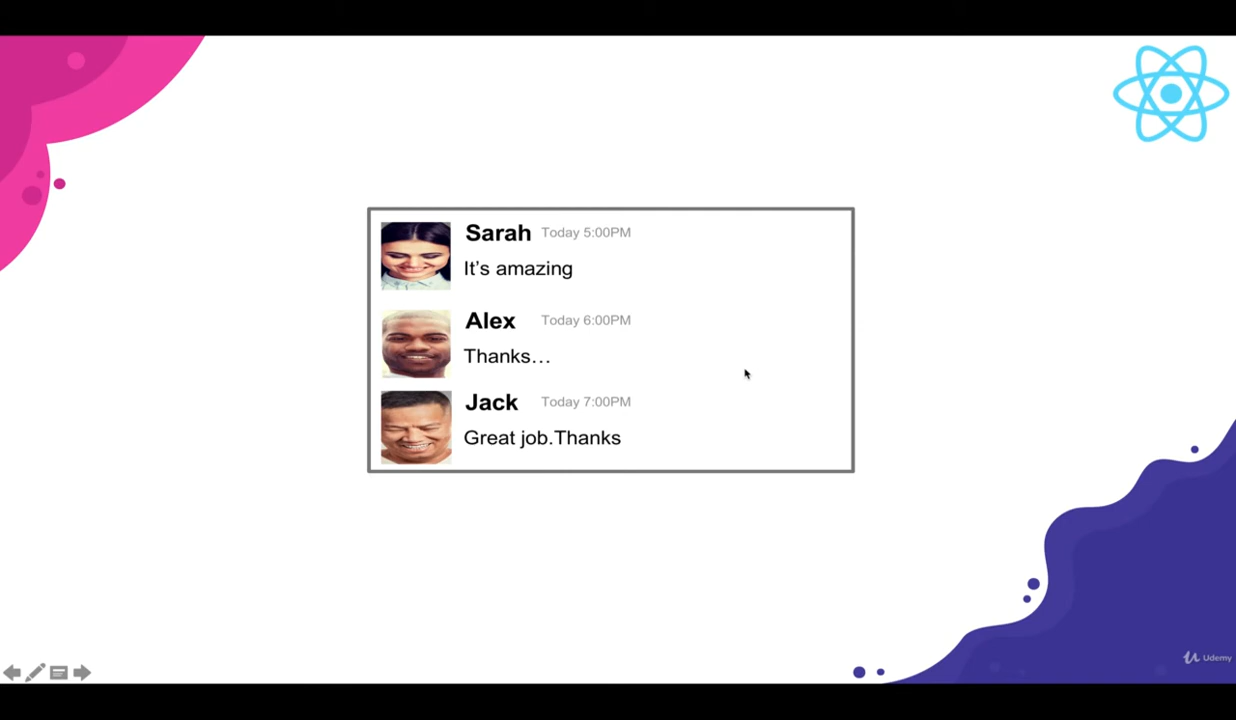 Sarah Today 5:00PM
It’s amazing
Alex Today 6:00PM
Thanks…
Jack Today 7:00PM
Great job.Thanks
Udemy